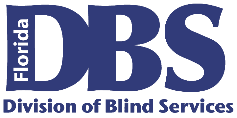 Florida
DBS
Division of Blind Services